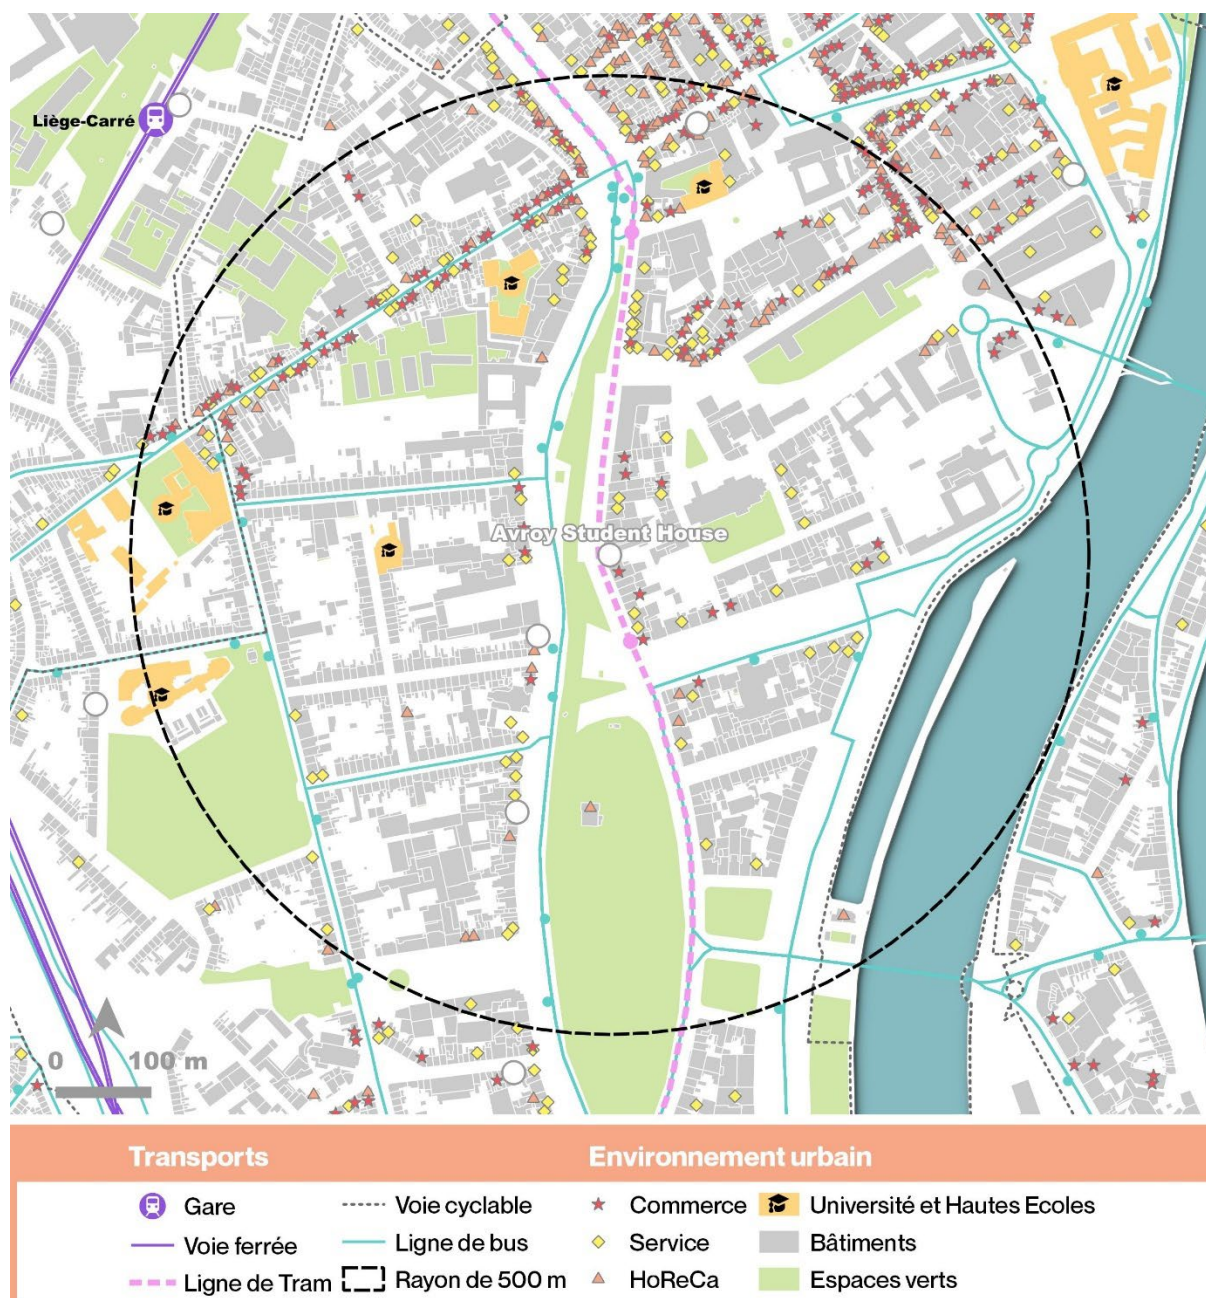 Liège-Carré
Avroy Student House
0 100 m
Transports
Environnement urbain
Gare
Voie cyclable
Commerce
Université et Hautes Ecoles
Voie ferrée
Ligne de bus
Service
Bâtiments
Ligne de Tram
Rayon de 500 m
HoReCa
Espaces verts